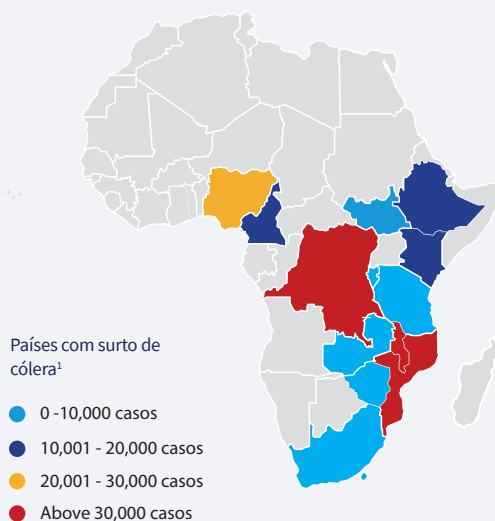 Países com surto de
cólera¹
0 -10,000 casos
10,001 - 20,000 casos
20,001 - 30,000 casos
Above 30,000 casos